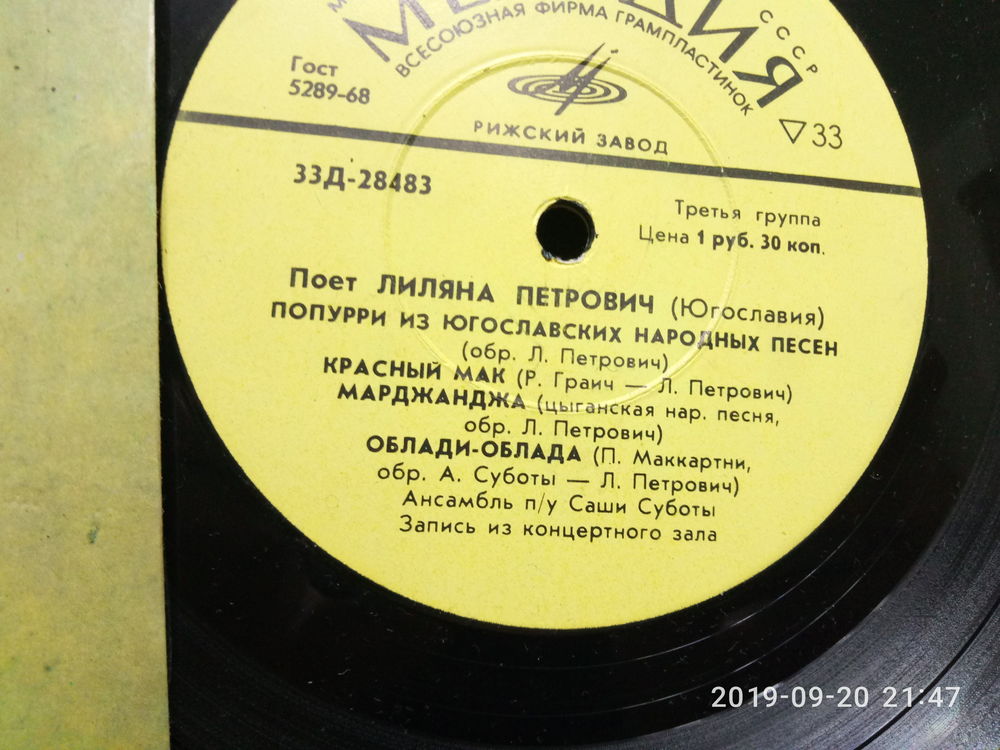 СССР
ВСЕСОЮЗНАЯ ФИРМА ГРАМПЛАСТИНОК
Гост
5289-68
РИЖСКИЙ ЗАВОД
▽33
33Д-28483
Третья группа
Цена 1 руб. 30 коп.
Поет ЛИЛЯНА ПЕТРОВИЧ (Югославия)
ПОПУРРИ ИЗ ЮГОСЛАВСКИХ НАРОДНЫХ ПЕСЕН
(обр. Л. Петрович)
КРАСНЫЙ МАК (Р. Граич — Л. Петрович)
МАРДЖАНДЖА (цыганская нар. песня,
обр. Л. Петрович)
ОБЛАДИ-ОБЛАДА (П. Маккартни,
обр. А. Суботы — Л. Петрович)
Ансамбль п/у Саши Суботы
Запись из концертного зала
2019-09-20 21:47